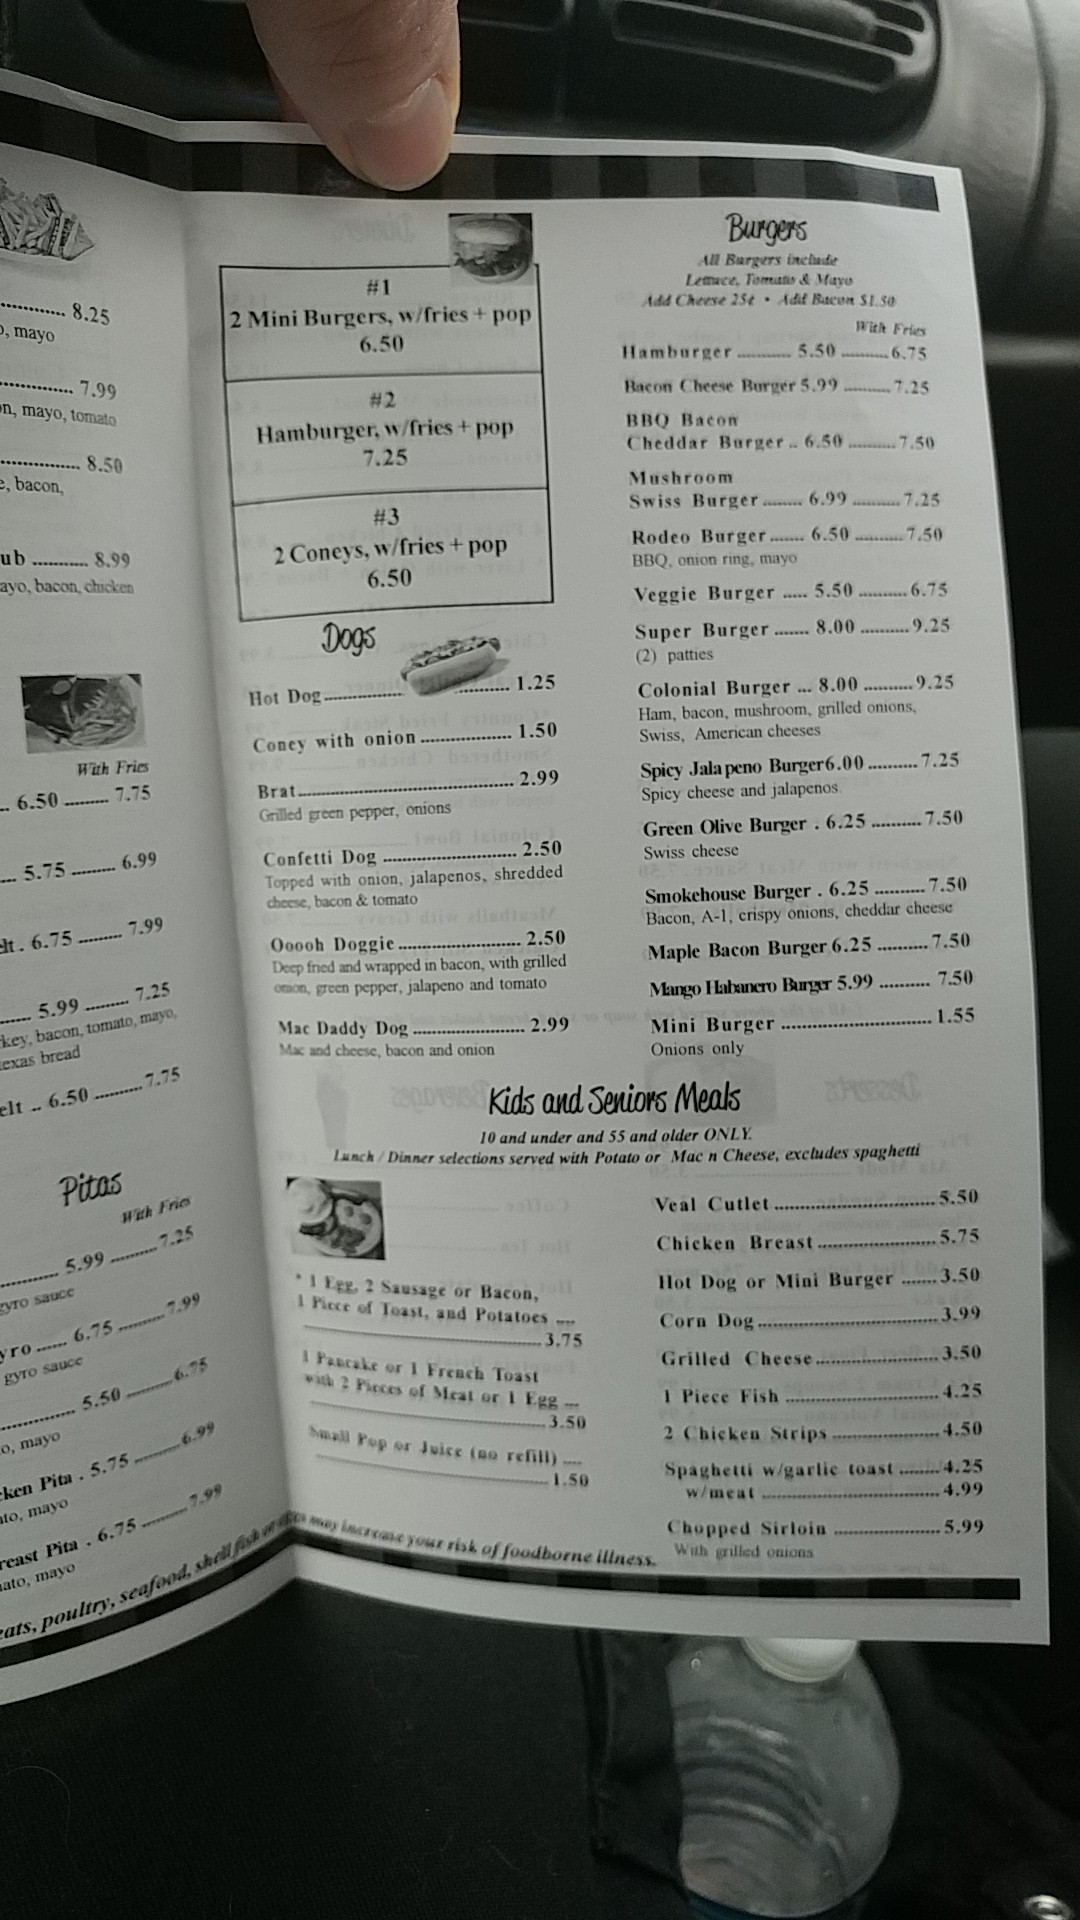 8.25
, mayo
7.99
n, mayo, tomato
8.50
e, bacon,
ub ........... 8.99
ayo, bacon, chicken
With Fries
.. 6.50 ......... 7.75
.... 5.75 ......... 6.99
elt . 6.75 ......... 7.99
...... 5.99 ......... 7.25
key, bacon, tomato, mayo,
exas bread
elt .. 6.50 .......... 7.75
Pitas
With Fries
............ 5.99 .......... 7.25
gyro sauce
yro ...... 6.75 .......... 7.99
gyro sauce
............... 5.50 .......... 6.75
o, mayo
ken Pita . 5.75 .......... 6.99
ato, mayo
reast Pita . 6.75 .......... 7.99
ato, mayo
eats, poultry, seafood, shell fish or may increase your risk of foodborne illness.
#1
2 Mini Burgers, w/fries + pop
6.50
#2
Hamburger, w/fries + pop
7.25
#3
2 Coneys, w/fries + pop
6.50
Dogs
Hot Dog .......................... 1.25
Coney with onion .................. 1.50
Brat ........................................... 2.99
Grilled green pepper, onions
Confetti Dog .......................... 2.50
Topped with onion, jalapenos, shredded
cheese, bacon & tomato
Ooooh Doggie ........................ 2.50
Deep fried and wrapped in bacon, with grilled
onion, green pepper, jalapeno and tomato
Mac Daddy Dog ...................... 2.99
Mac and cheese, bacon and onion
Burgers
All Burgers include
Lettuce, Tomato & Mayo
Add Cheese 25¢ • Add Bacon $1.50
With Fries
Hamburger ........... 5.50 .......... 6.75
Bacon Cheese Burger 5.99 .......... 7.25
BBQ Bacon
Cheddar Burger .. 6.50 .......... 7.50
Mushroom
Swiss Burger ........ 6.99 .......... 7.25
Rodeo Burger ....... 6.50 .......... 7.50
BBQ, onion ring, mayo
Veggie Burger ..... 5.50 .......... 6.75
Super Burger ....... 8.00 .......... 9.25
(2) patties
Colonial Burger ... 8.00 .......... 9.25
Ham, bacon, mushroom, grilled onions,
Swiss, American cheeses
Spicy Jalapeno Burger 6.00 .......... 7.25
Spicy cheese and jalapenos
Green Olive Burger . 6.25 .......... 7.50
Swiss cheese
Smokehouse Burger . 6.25 .......... 7.50
Bacon, A-1, crispy onions, cheddar cheese
Maple Bacon Burger 6.25 .......... 7.50
Mango Habanero Burger 5.99 .......... 7.50
Mini Burger .............................. 1.55
Onions only
Kids and Seniors Meals
10 and under and 55 and older ONLY.
Lunch / Dinner selections served with Potato or Mac n Cheese, excludes spaghetti
* 1 Egg, 2 Sausage or Bacon,
1 Piece of Toast, and Potatoes ....
.............................................. 3.75
1 Pancake or 1 French Toast
with 2 Pieces of Meat or 1 Egg ...
.............................................. 3.50
Small Pop or Juice (no refill) ....
.............................................. 1.50
Veal Cutlet ................................ 5.50
Chicken Breast ....................... 5.75
Hot Dog or Mini Burger ....... 3.50
Corn Dog ................................... 3.99
Grilled Cheese ........................ 3.50
1 Piece Fish .............................. 4.25
2 Chicken Strips ..................... 4.50
Spaghetti w/garlic toast ........ 4.25
w/meat ................................... 4.99
Chopped Sirloin ..................... 5.99
With grilled onions